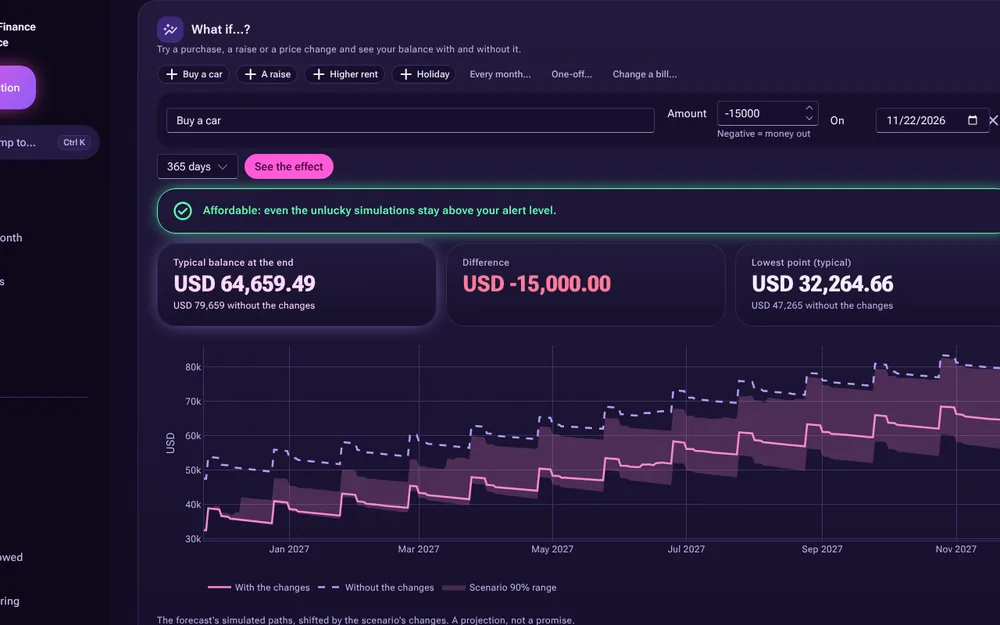 Finance
ce
tion
mp to...
Ctrl K
onth
s
owed
ring
What if...?
Try a purchase, a raise or a price change and see your balance with and without it.
+ Buy a car
+ A raise
+ Higher rent
+ Holiday
Every month...
One-off...
Change a bill...
Buy a car
Amount
-15000
Negative = money out
On
11/22/2026
365 days
See the effect
Affordable: even the unlucky simulations stay above your alert level.
Typical balance at the end
USD 64,659.49
USD 79,659 without the changes
Difference
USD -15,000.00
Lowest point (typical)
USD 32,264.66
USD 47,265 without the changes
USD
80k
70k
60k
50k
40k
30k
Jan 2027
Mar 2027
May 2027
Jul 2027
Sep 2027
Nov 2027
With the changes
Without the changes
Scenario 90% range
The forecast's simulated paths, shifted by the scenario's changes. A projection, not a promise.